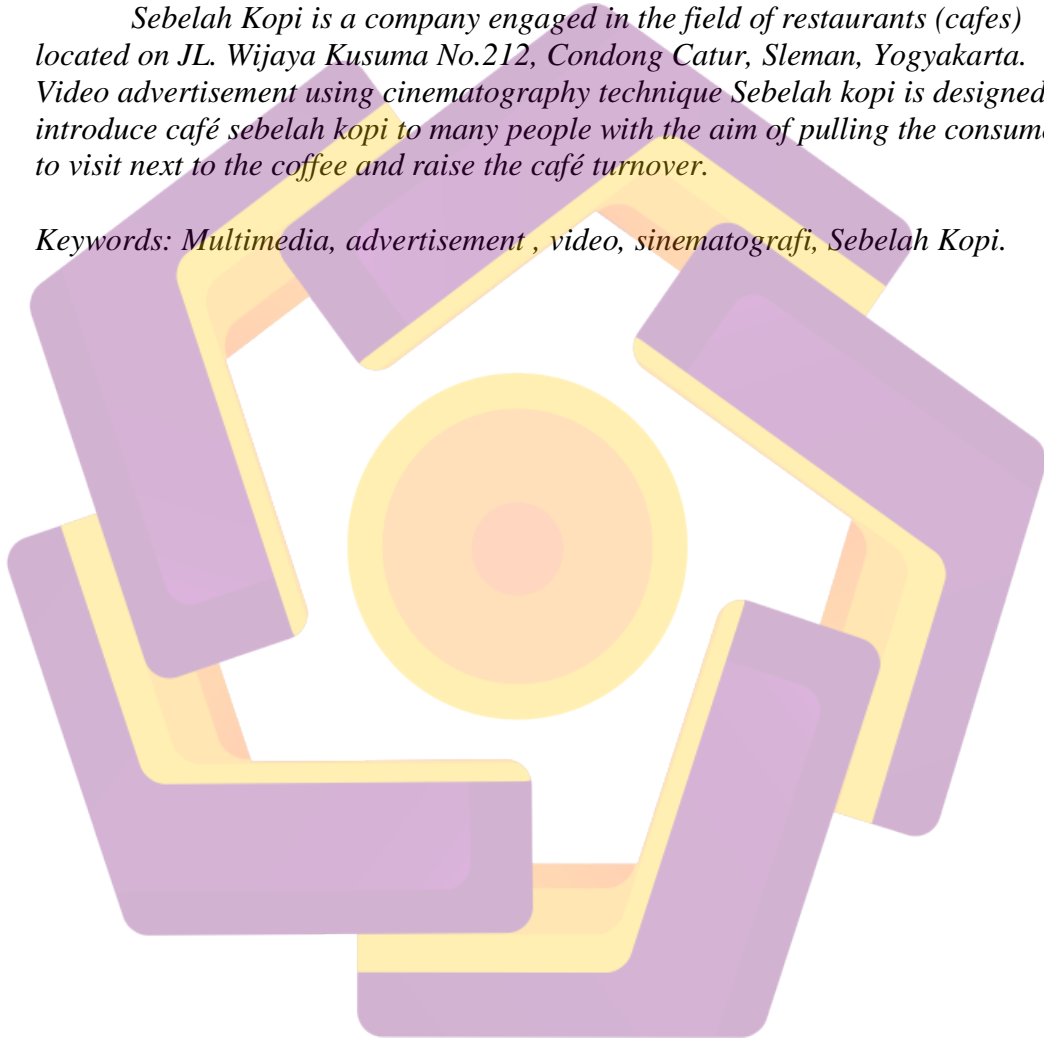 Sebelah Kopi is a company engaged in the field of restaurants (cafes)
located on JL. Wijaya Kusuma No.212, Condong Catur, Sleman, Yogyakarta.
Video advertisement using cinematography technique Sebelah kopi is designed
introduce café sebelah kopi to many people with the aim of pulling the
to visit next to the coffee and raise the café turnover.
Keywords: Multimedia, advertisement , video, sinematografi, Sebelah Kopi.